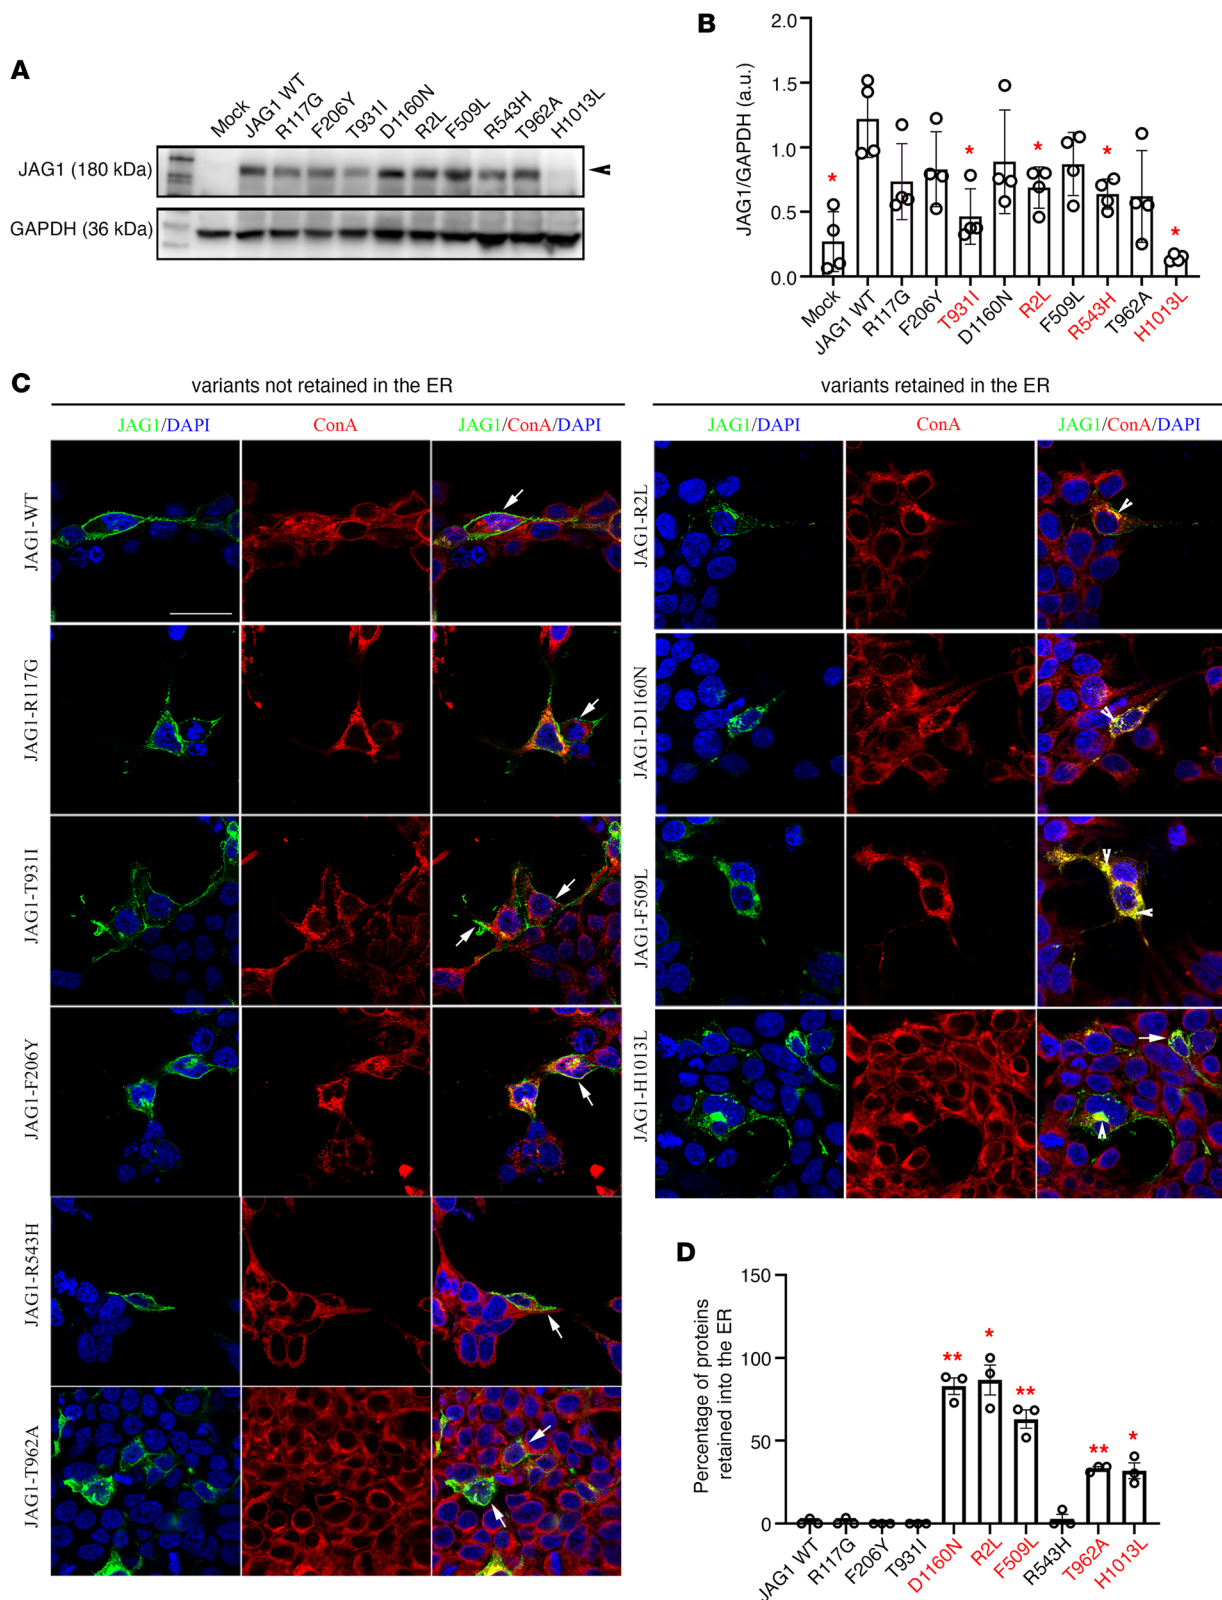 A
Mock
JAG1 WT
R117G
F206Y
T931I
D1160N
R2L
F509L
R543H
T962A
H1013L
JAG1 (180 kDa)
GAPDH (36 kDa)
B
JAG1/GAPDH (a.u.)
2.0
1.5
1.0
0.5
0.0
*
*
*
*
*
Mock
JAG1 WT
R117G
F206Y
T931I
D1160N
R2L
F509L
R543H
T962A
H1013L
C
variants not retained in the ER
JAG1/DAPI
ConA
JAG1/ConA/DAPI
JAG1-WT
JAG1-R117G
JAG1-T931I
JAG1-F206Y
JAG1-R543H
JAG1-T962A
variants retained in the ER
JAG1/DAPI
ConA
JAG1/ConA/DAPI
JAG1-R2L
JAG1-D1160N
JAG1-F509L
JAG1-H1013L
D
Percentage of proteins
retained into the ER
150
100
50
0
**
*
**
**
*
JAG1 WT
R117G
F206Y
T931I
D1160N
R2L
F509L
R543H
T962A
H1013L